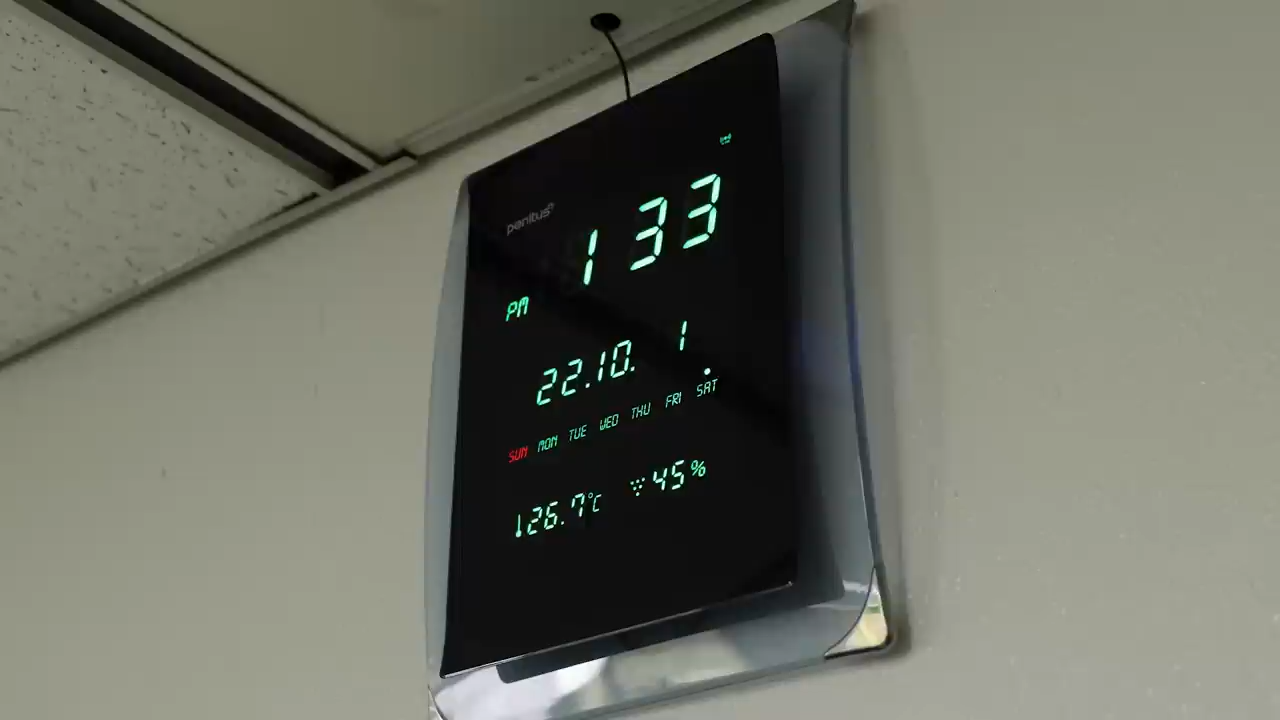 penitus
1 33
PM
22.10. 1
SUN MON TUE WED THU FRI SAT
26.7°C 45%